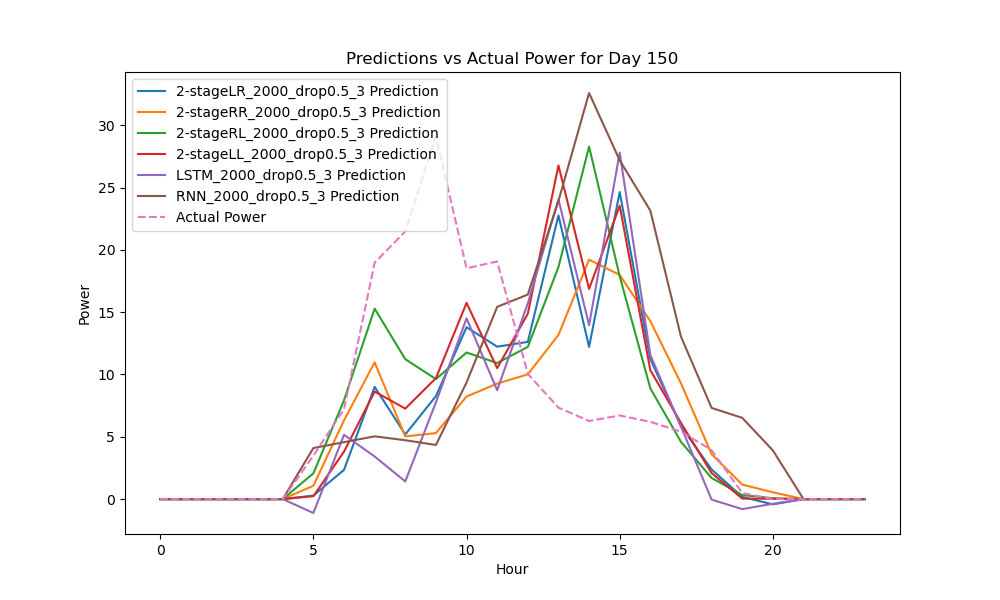 Predictions vs Actual Power for Day 150
2-stageLR_2000_drop0.5_3 Prediction
2-stageRR_2000_drop0.5_3 Prediction
2-stageRL_2000_drop0.5_3 Prediction
2-stageLL_2000_drop0.5_3 Prediction
LSTM_2000_drop0.5_3 Prediction
RNN_2000_drop0.5_3 Prediction
Actual Power
30
25
20
15
10
5
0
Power
0 5 10 15 20
Hour